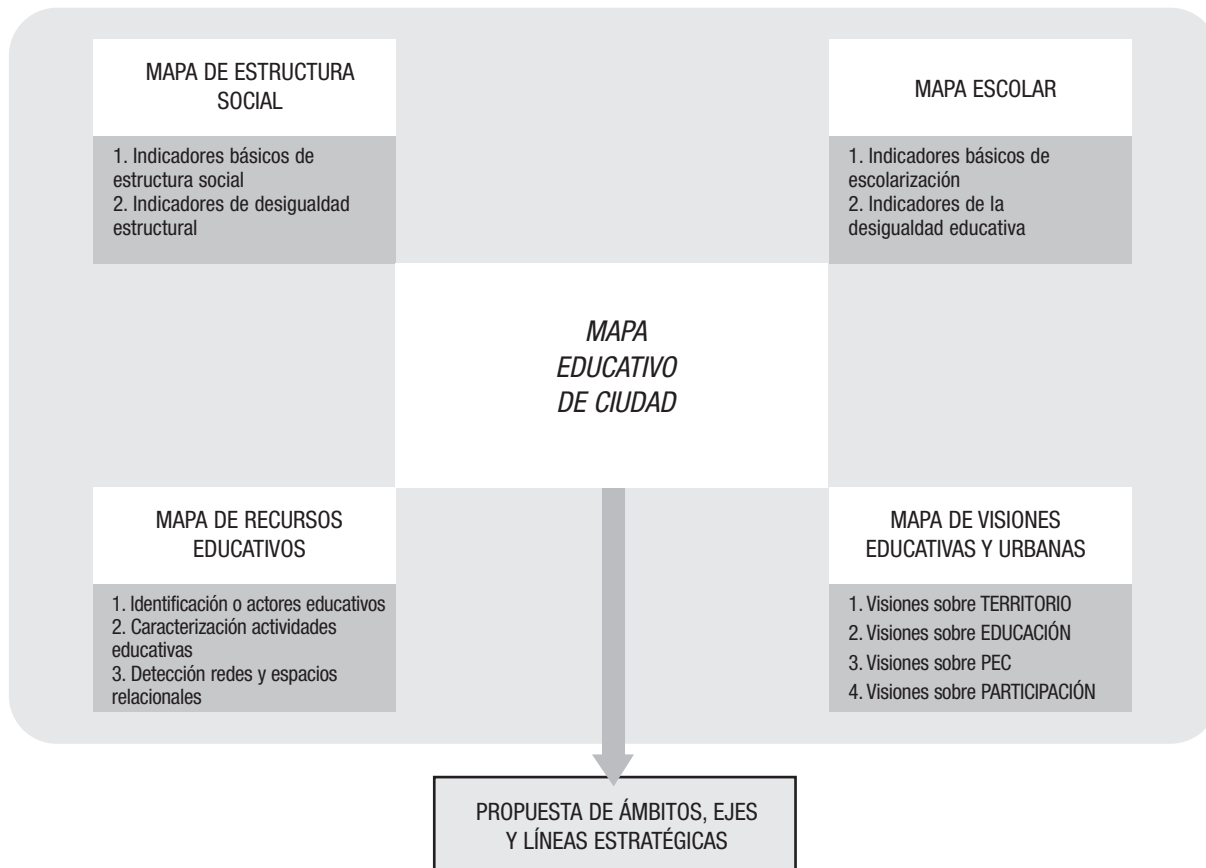 MAPA DE ESTRUCTURA
SOCIAL
1. Indicadores básicos de
estructura social
2. Indicadores de desigualdad
estructural
MAPA ESCOLAR
1. Indicadores básicos de
escolarización
2. Indicadores de la
desigualdad educativa
MAPA
EDUCATIVO
DE CIUDAD
MAPA DE RECURSOS
EDUCATIVOS
1. Identificación o actores educativos
2. Caracterización actividades
educativas
3. Detección redes y espacios
relacionales
MAPA DE VISIONES
EDUCATIVAS Y URBANAS
1. Visiones sobre TERRITORIO
2. Visiones sobre EDUCACIÓN
3. Visiones sobre PEC
4. Visiones sobre PARTICIPACIÓN
PROPUESTA DE ÁMBITOS, EJES
Y LÍNEAS ESTRATÉGICAS